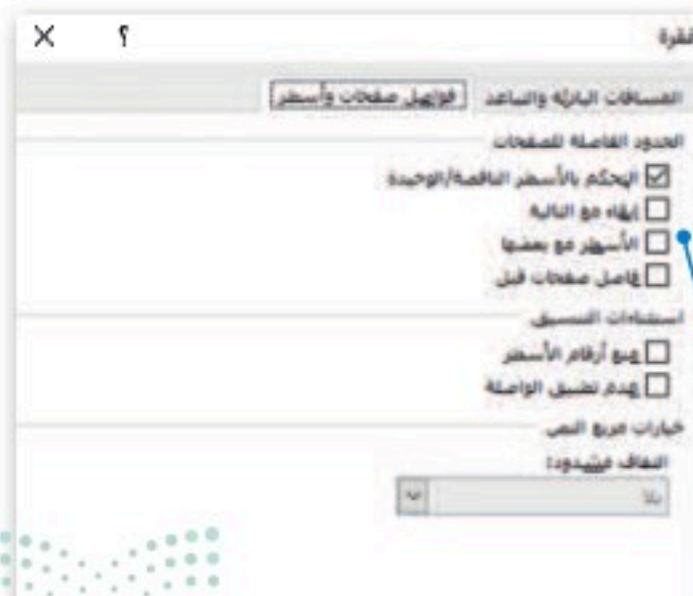 فقرة ؟ ×
المسافات البادئة والتباعد فواصل صفحات وأسطر
الحدود الفاصلة للصفحات
التحكم بالأسطر الناقصة/الوحيدة
إبقاء مع التالية
الأسطر مع بعضها
فاصل صفحات قبل
استثناءات التنسيق
منع أرقام الأسطر
عدم تطبيق الواصلة
خيارات مربع النص
التفاف مشدود:
بلا